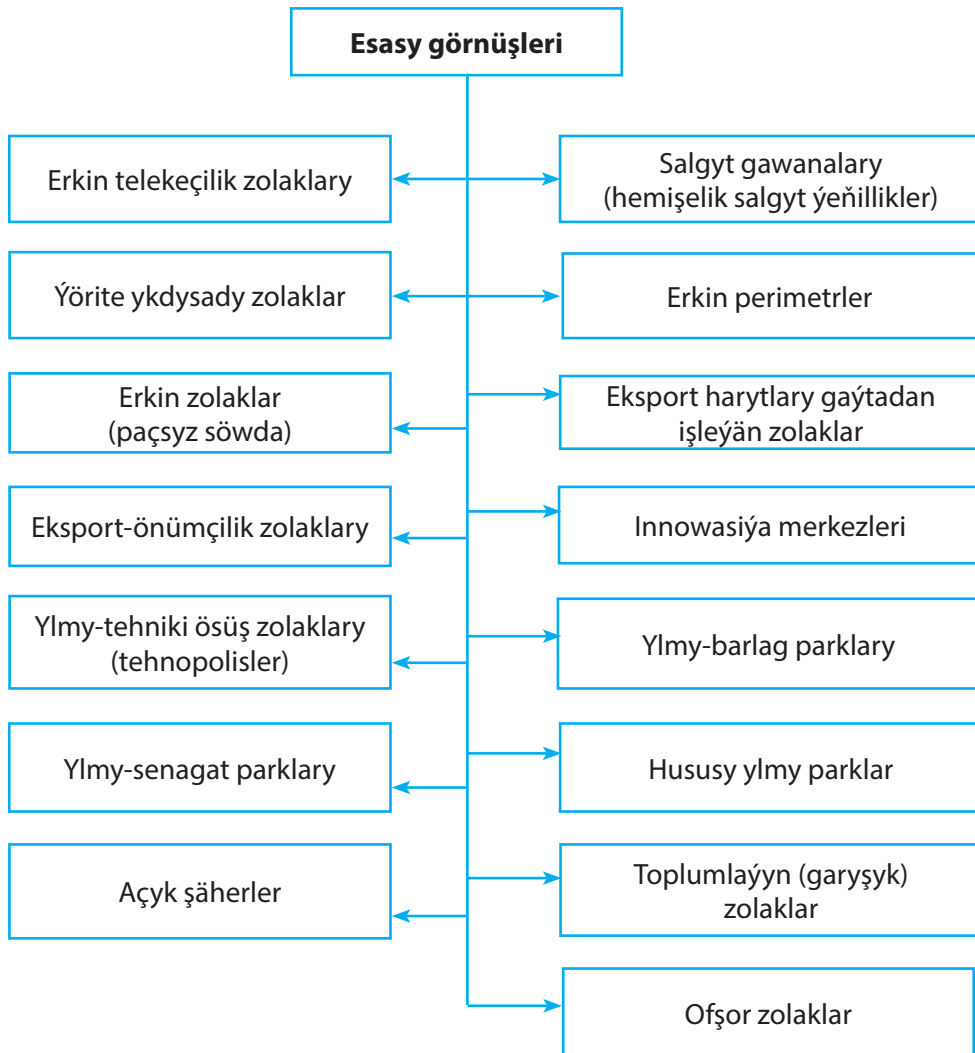 Esasy görnüşleri
Erkin telekeçilik zolaklary
Salgyt gawanalary
(hemişelik salgyt ýeňillikler)
Ýörite ykdysady zolaklar
Erkin perimetrler
Erkin zolaklar
(paçsyz söwda)
Eksport harytlary gaýtadan
işleýän zolaklar
Eksport-önümçilik zolaklary
Innowasiýa merkezleri
Ylmy-tehniki ösüş zolaklary
(tehnopolisler)
Ylmy-barlag parklary
Ylmy-senagat parklary
Hususy ylmy parklar
Açyk şäherler
Toplumlaýyn (garyşyk)
zolaklar
Ofşor zolaklar